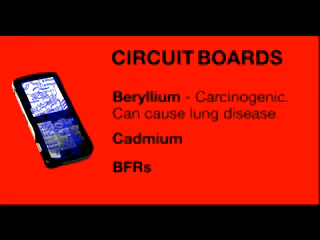 CIRCUIT BOARDS
Beryllium - Carcinogenic.
Can cause lung disease.
Cadmium
BFRs